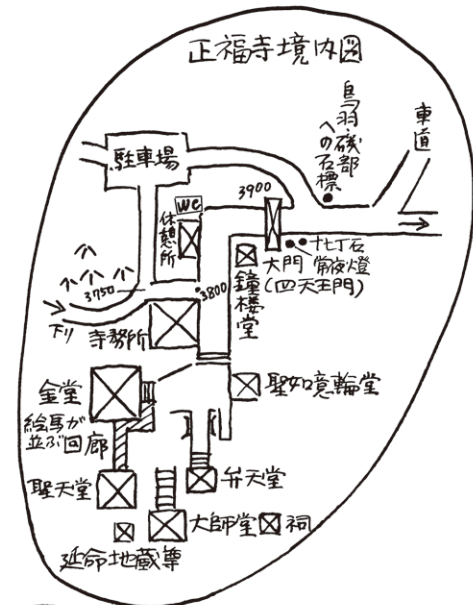 正福寺境内図
車道
鳥羽磯部
への石標
駐車場
3900
WC
休憩所
十七丁石
常夜燈
大門
(四天王門)
鐘楼堂
3750
3800
下り
寺務所
金堂
聖如意輪堂
絵馬が
並ぶ回廊
聖天堂
弁天堂
大師堂
祠
延命地蔵尊